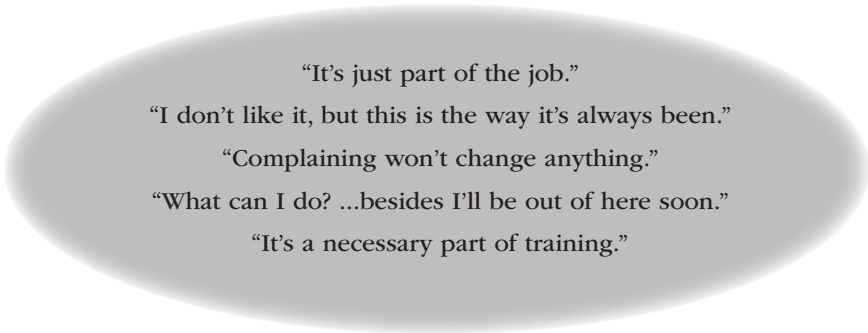 “It’s just part of the job.”
“I don’t like it, but this is the way it’s always been.”
“Complaining won’t change anything.”
“What can I do? ...besides I’ll be out of here soon.”
“It’s a necessary part of training.”